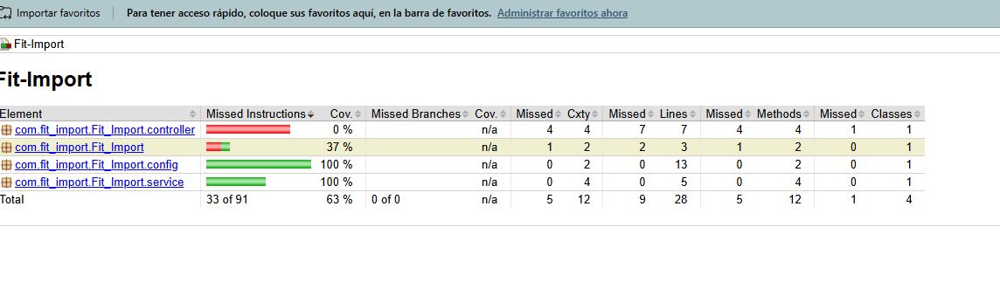 Importar favoritos Para tener acceso rápido, coloque sus favoritos aquí, en la barra de favoritos. Administrar favoritos ahora
Fit-Import
Fit-Import
Element Missed Instructions Cov. Missed Branches Cov. Missed Cxty Missed Lines Missed Methods Missed Classes
com.fit_import.Fit_Import.controller 0 % n/a 4 4 7 7 4 4 1 1
com.fit_import.Fit_Import 37 % n/a 1 2 2 3 1 2 0 1
com.fit_import.Fit_Import.config 100 % n/a 0 2 0 13 0 2 0 1
com.fit_import.Fit_Import.service 100 % n/a 0 4 0 5 0 4 0 1
Total 33 of 91 63 % 0 of 0 n/a 5 12 9 28 5 12 1 4